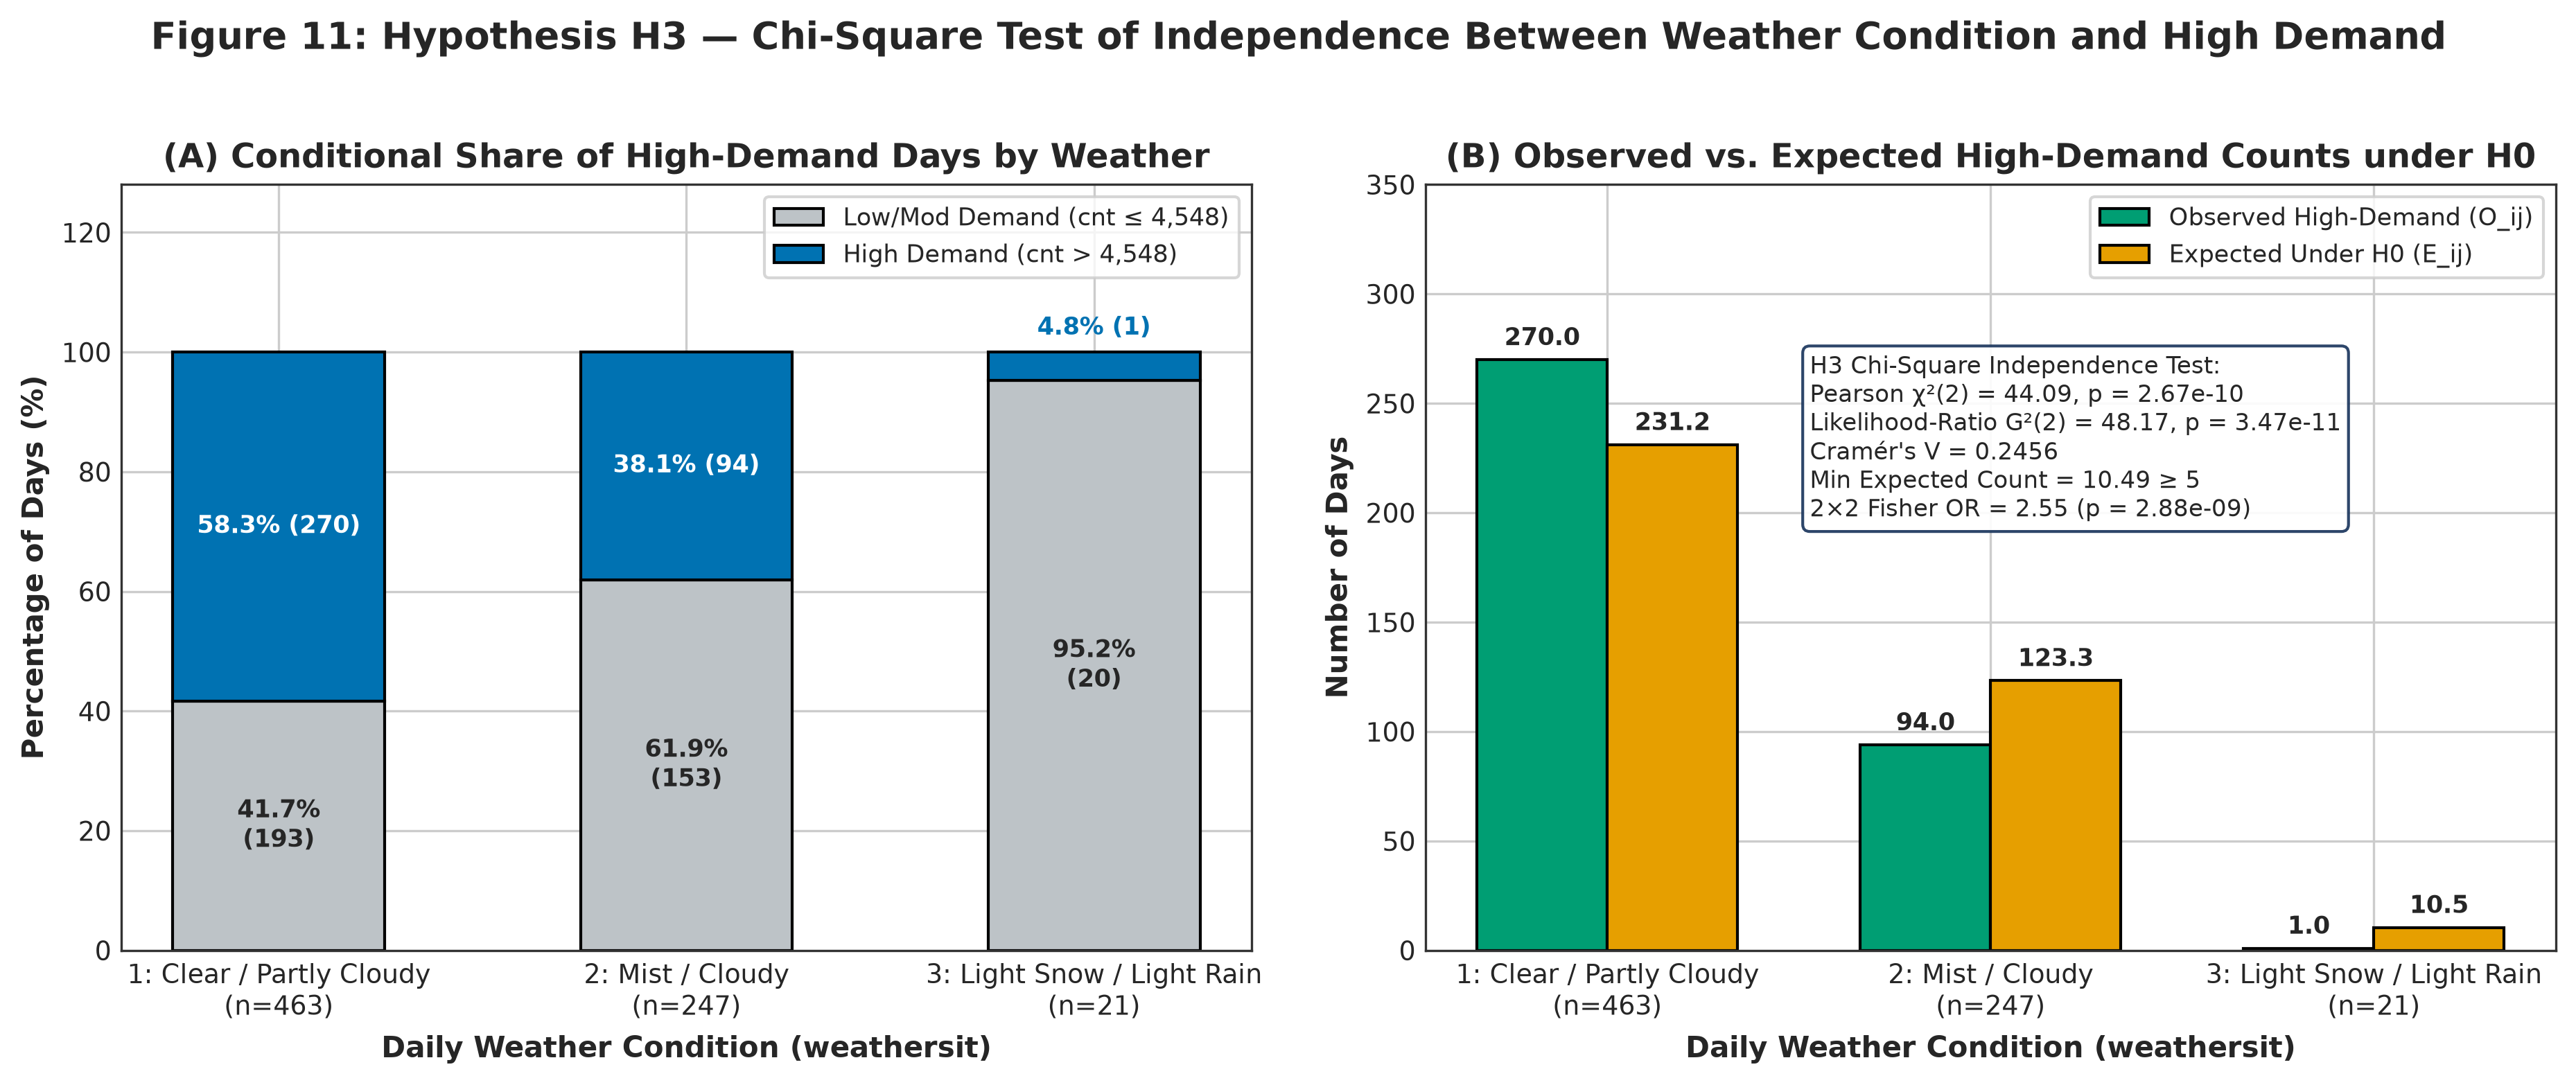 Figure 11: Hypothesis H3 — Chi-Square Test of Independence Between Weather Condition and High Demand
(A) Conditional Share of High-Demand Days by Weather
Low/Mod Demand (cnt ≤ 4,548)
High Demand (cnt > 4,548)
Percentage of Days (%)
120
100
80
60
40
20
0
58.3% (270)
41.7%
(193)
38.1% (94)
61.9%
(153)
4.8% (1)
95.2%
(20)
1: Clear / Partly Cloudy
(n=463)
2: Mist / Cloudy
(n=247)
3: Light Snow / Light Rain
(n=21)
Daily Weather Condition (weathersit)
(B) Observed vs. Expected High-Demand Counts under H0
Observed High-Demand (O_ij)
Expected Under H0 (E_ij)
Number of Days
350
300
250
200
150
100
50
0
270.0
231.2
94.0
123.3
1.0
10.5
H3 Chi-Square Independence Test:
Pearson χ²(2) = 44.09, p = 2.67e-10
Likelihood-Ratio G²(2) = 48.17, p = 3.47e-11
Cramér's V = 0.2456
Min Expected Count = 10.49 ≥ 5
2×2 Fisher OR = 2.55 (p = 2.88e-09)
1: Clear / Partly Cloudy
(n=463)
2: Mist / Cloudy
(n=247)
3: Light Snow / Light Rain
(n=21)
Daily Weather Condition (weathersit)